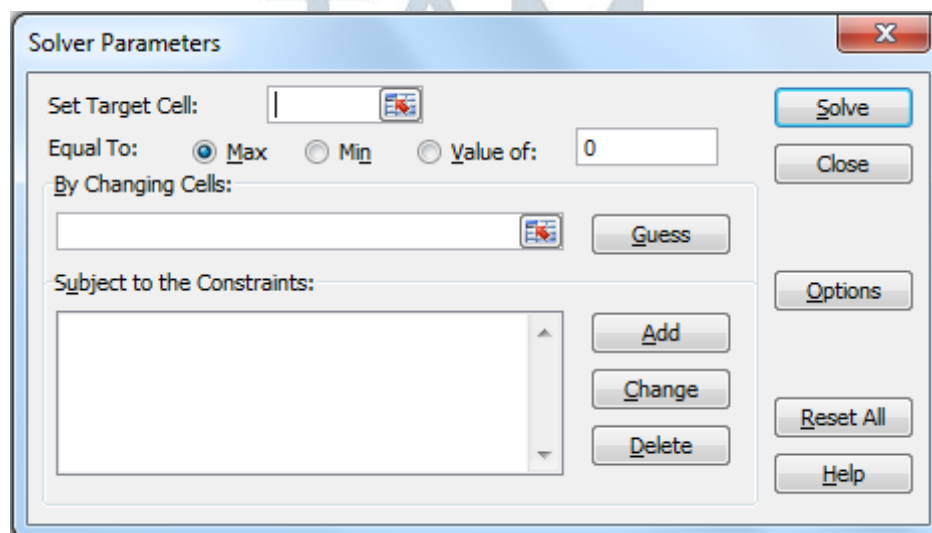 Solver Parameters
Set Target Cell:
Solve
Equal To: Max Min Value of: 0
Close
By Changing Cells:
Guess
Subject to the Constraints:
Options
Add
Change
Reset All
Delete
Help